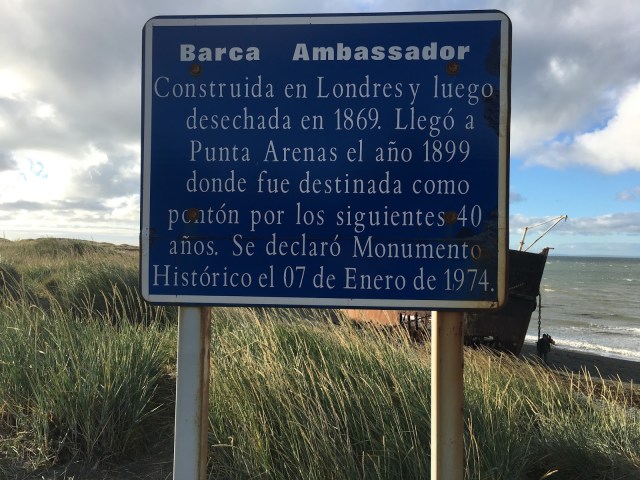 Barca Ambassador
Construida en Londres y luego
desechada en 1869. Llegó a
Punta Arenas el año 1899
donde fue destinada como
pontón por los siguientes 40
años. Se declaró Monumento
Histórico el 07 de Enero de 1974.